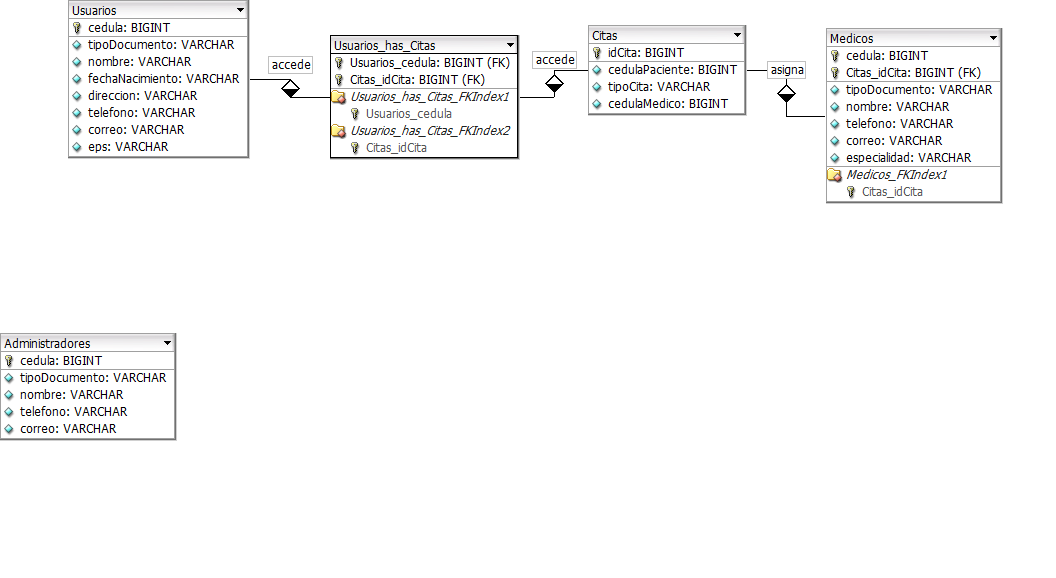 Usuarios
cedula: BIGINT
tipoDocumento: VARCHAR
nombre: VARCHAR
fechaNacimiento: VARCHAR
direccion: VARCHAR
telefono: VARCHAR
correo: VARCHAR
eps: VARCHAR
accede
Usuarios_has_Citas
Usuarios_cedula: BIGINT (FK)
Citas_idCita: BIGINT (FK)
Usuarios_has_Citas_FKIndex1
Usuarios_cedula
Usuarios_has_Citas_FKIndex2
Citas_idCita
accede
Citas
idCita: BIGINT
cedulaPaciente: BIGINT
tipoCita: VARCHAR
cedulaMedico: BIGINT
asigna
Medicos
cedula: BIGINT
Citas_idCita: BIGINT (FK)
tipoDocumento: VARCHAR
nombre: VARCHAR
telefono: VARCHAR
correo: VARCHAR
especialidad: VARCHAR
Medicos_FKIndex1
Citas_idCita
Administradores
cedula: BIGINT
tipoDocumento: VARCHAR
nombre: VARCHAR
telefono: VARCHAR
correo: VARCHAR